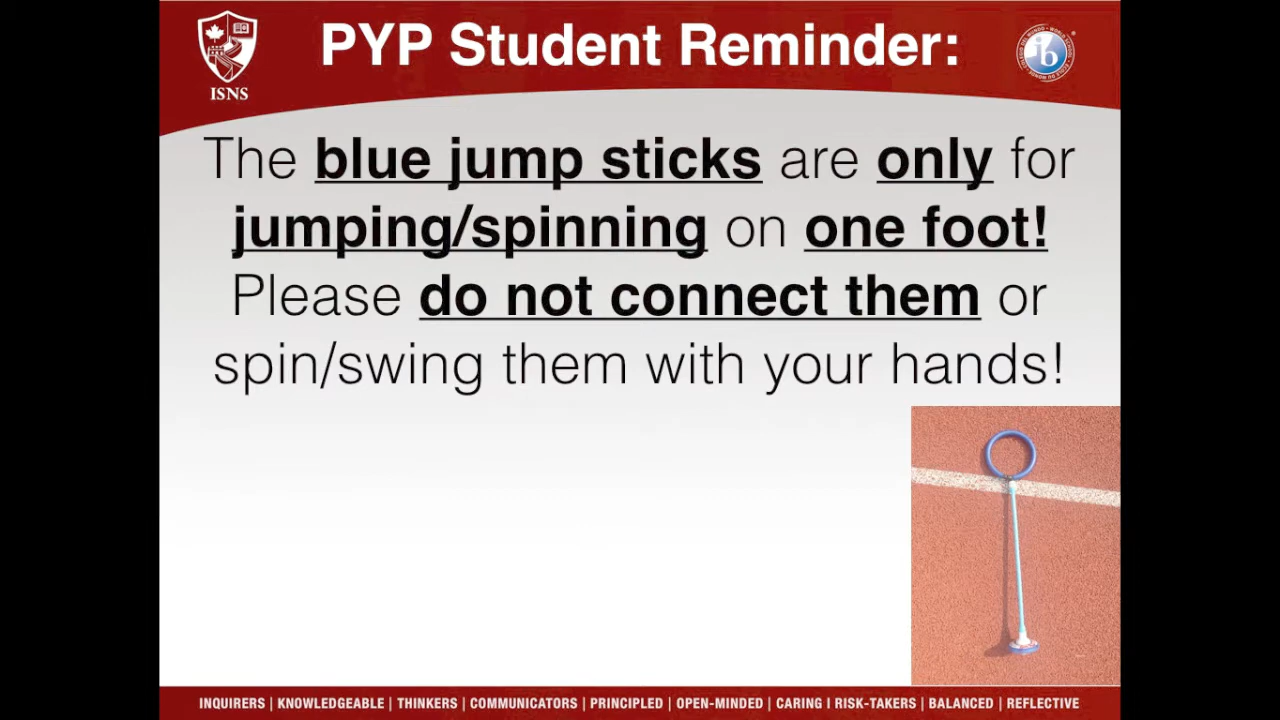 PYP Student Reminder:
ISNS
The blue jump sticks are only for
jumping/spinning on one foot!
Please do not connect them or
spin/swing them with your hands!
INQUIRERS | KNOWLEDGEABLE | THINKERS | COMMUNICATORS | PRINCIPLED | OPEN-MINDED | CARING I RISK-TAKERS | BALANCED | REFLECTIVE